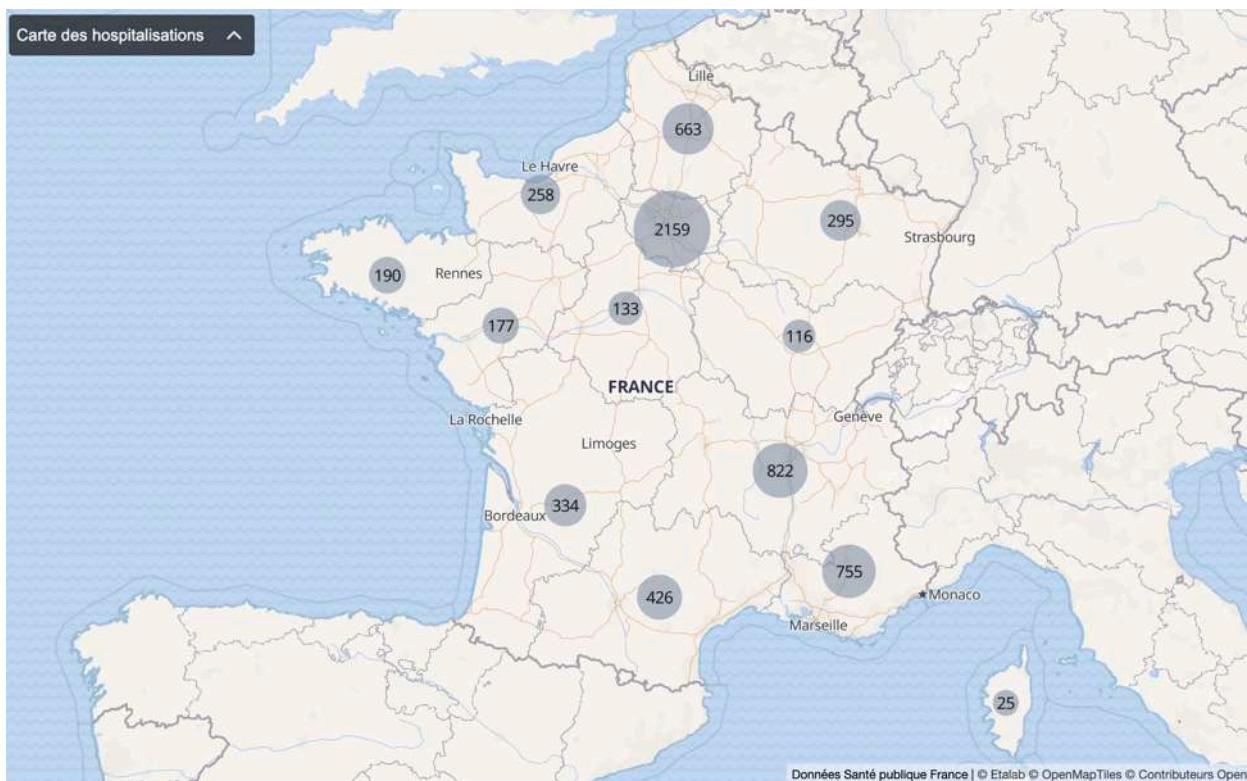 Carte des hospitalisations
Lille
663
Le Havre
258
2159
295
Strasbourg
190
Rennes
133
177
116
FRANCE
La Rochelle
Genève
Limoges
822
334
Bordeaux
755
426
Monaco
Marseille
25
Données Santé publique France | © Etalab © OpenMapTiles © Contributeurs Open